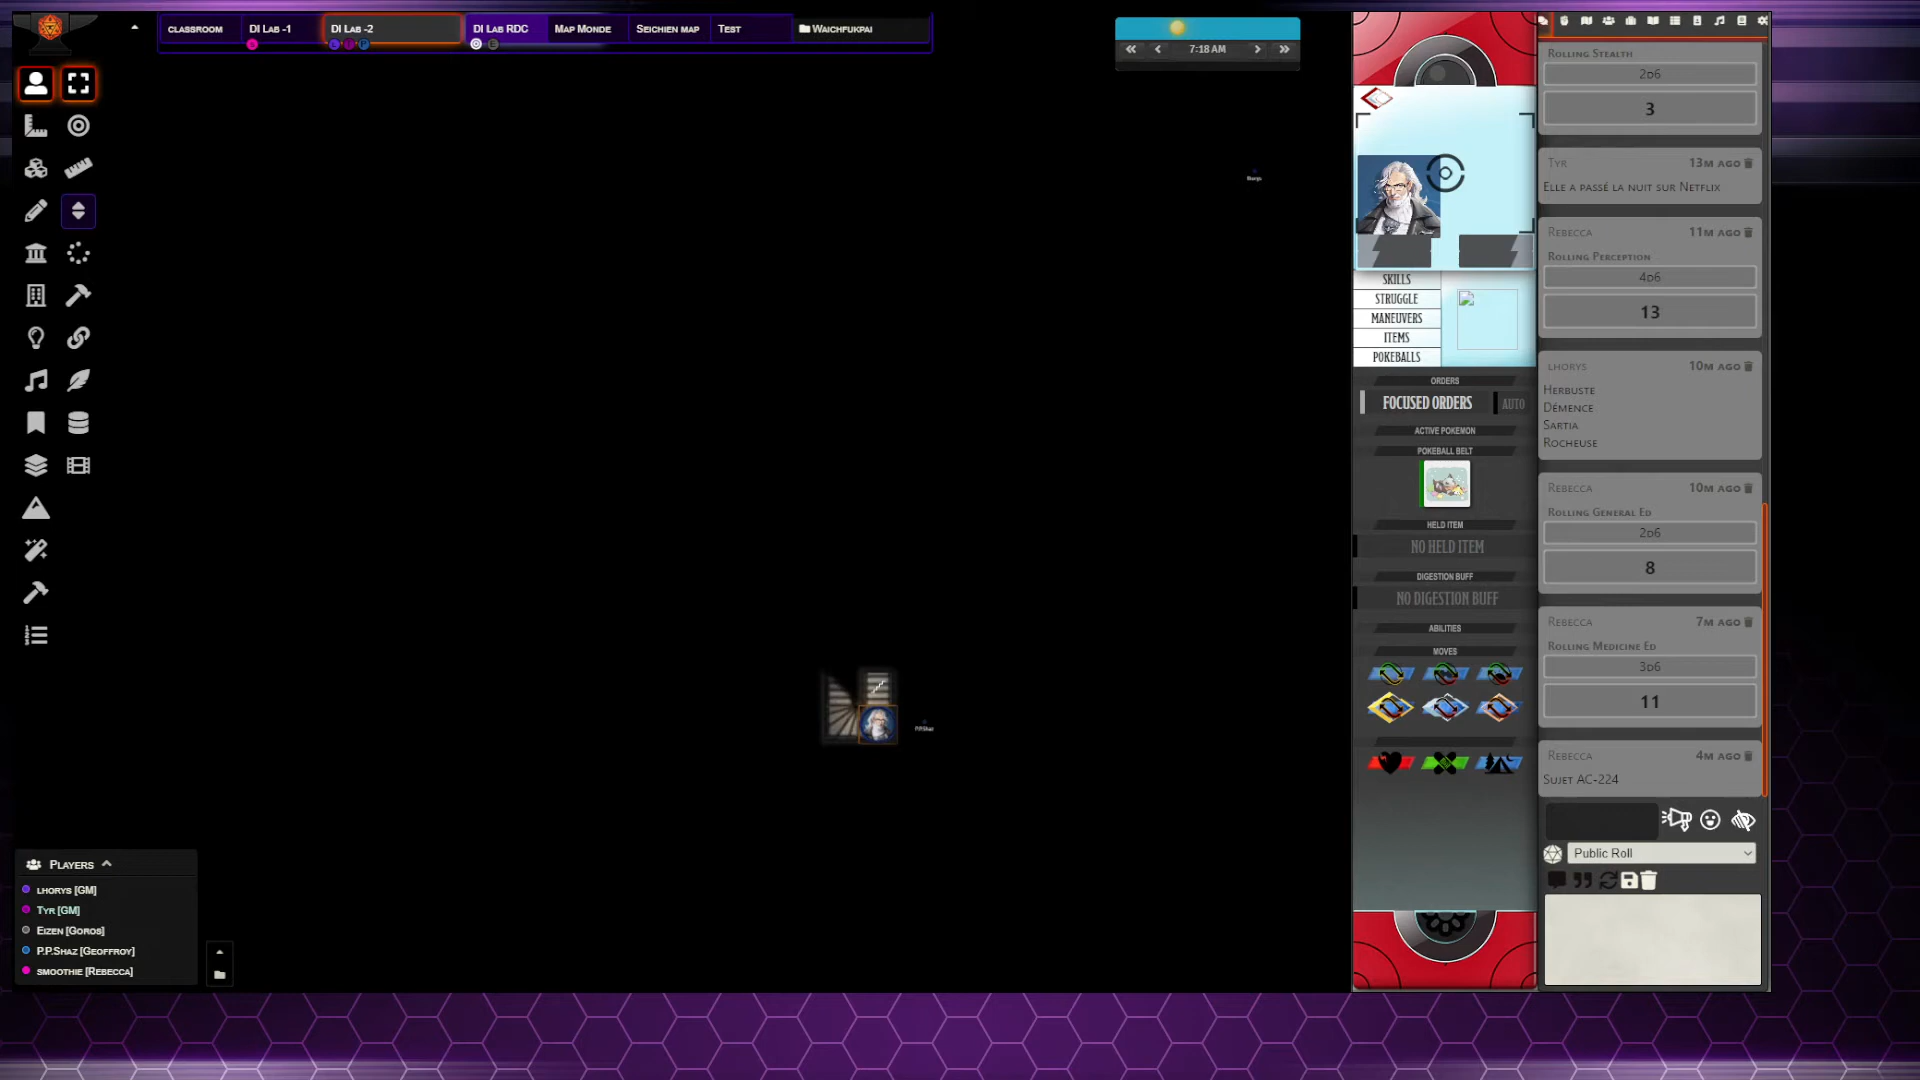 Classroom
DI Lab -1
DI Lab -2
DI Lab RDC
Map Monde
Seichien map
Test
Waichfukpai
7:18 AM
SKILLS
STRUGGLE
MANEUVERS
ITEMS
POKEBALLS
ORDERS
FOCUSED ORDERS
AUTO
ACTIVE POKEMON
POKEBALL BELT
HELD ITEM
NO HELD ITEM
DIGESTION BUFF
NO DIGESTION BUFF
ABILITIES
MOVES
Rolling Stealth
2d6
3
Tyr
13m ago
Elle a passé la nuit sur Netflix
Rebecca
11m ago
Rolling Perception
4d6
13
lhorys
10m ago
Herbuste
Démence
Sartia
Rocheuse
Rebecca
10m ago
Rolling General Ed
2d6
8
Rebecca
7m ago
Rolling Medicine Ed
3d6
11
Rebecca
4m ago
Sujet AC-224
Public Roll
P.P.Shaz
Players
lhorys [GM]
Tyr [GM]
Eizen [Goros]
P.P.Shaz [Geoffroy]
smoothie [Rebecca]